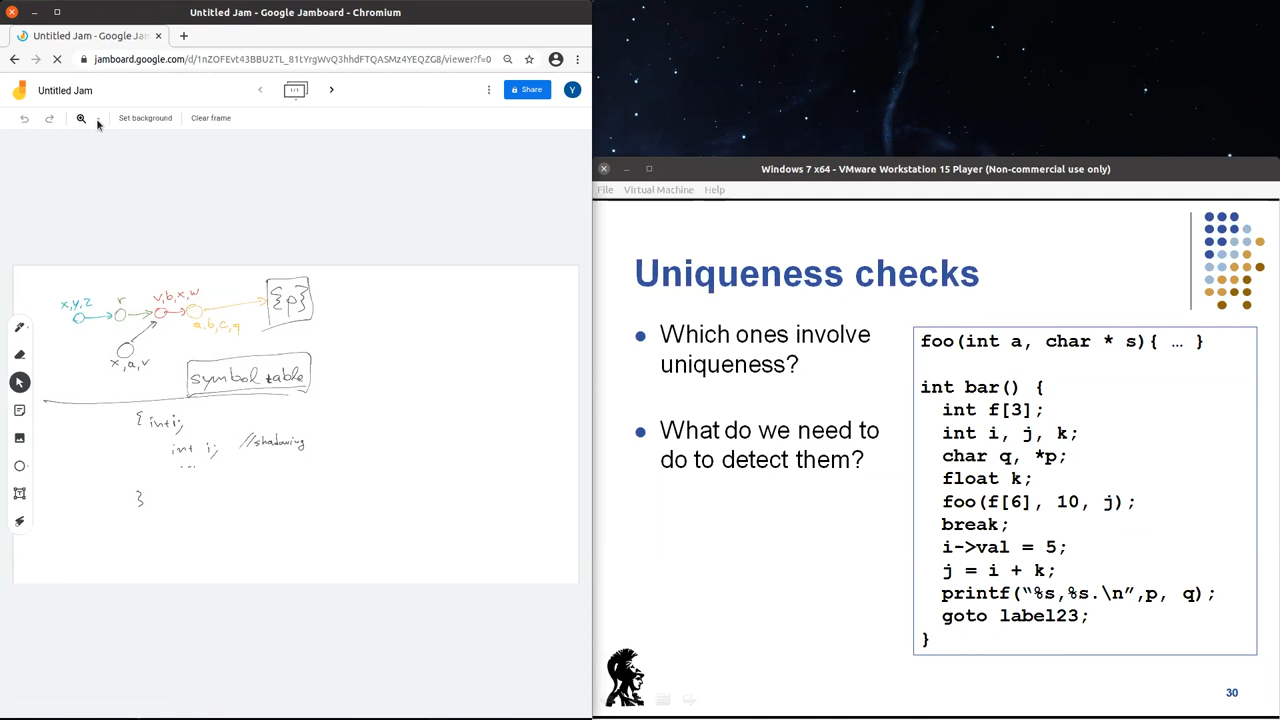 Untitled Jam - Google Jamboard - Chromium
Untitled Jam - Google Jan
jamboard.google.com/d/1nZOFEvt43BBU2TL_81tYrgWvQ3hhdFTQASMz4YEQZG8/viewer?f=0
Untitled Jam
1/1
Share
Y
Set background
Clear frame
x,y,z
r
v,b,x,w
{p}
a,b,c,q
x,a,v
symbol table
{int i;
int i; //shadowing
...
}
Windows 7 x64 - VMware Workstation 15 Player (Non-commercial use only)
File Virtual Machine Help
Uniqueness checks
● Which ones involve
uniqueness?
● What do we need to
do to detect them?
foo(int a, char * s){ … }
int bar() {
int f[3];
int i, j, k;
char q, *p;
float k;
foo(f[6], 10, j);
break;
i->val = 5;
j = i + k;
printf(“%s,%s.\n”,p, q);
goto label23;
}
30